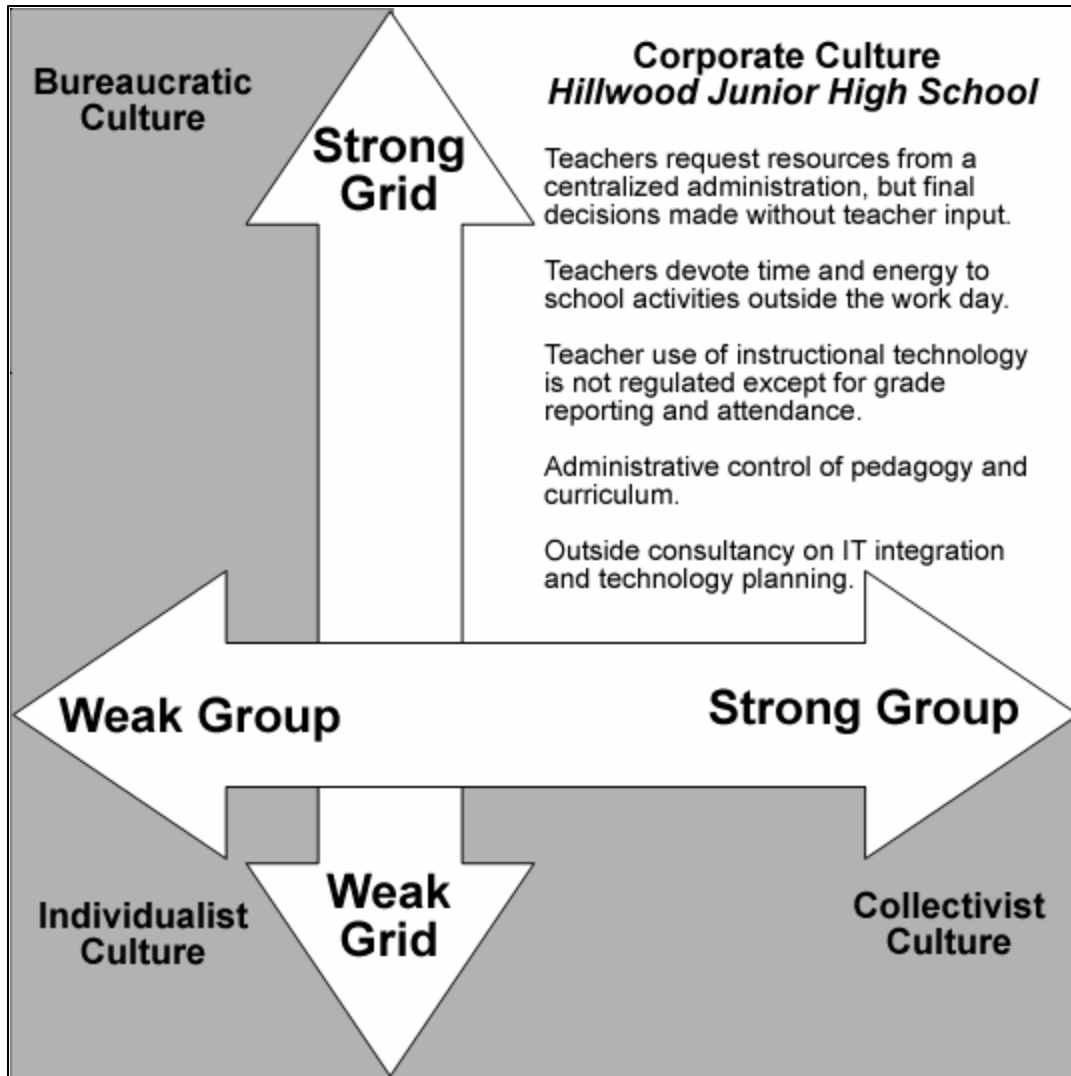 Bureaucratic
Culture
Strong
Grid
Corporate Culture
Hillwood Junior High School
Teachers request resources from a
centralized administration, but final
decisions made without teacher input.
Teachers devote time and energy to
school activities outside the work day.
Teacher use of instructional technology
is not regulated except for grade
reporting and attendance.
Administrative control of pedagogy and
curriculum.
Outside consultancy on IT integration
and technology planning.
Weak Group
Strong Group
Individualist
Culture
Weak
Grid
Collectivist
Culture